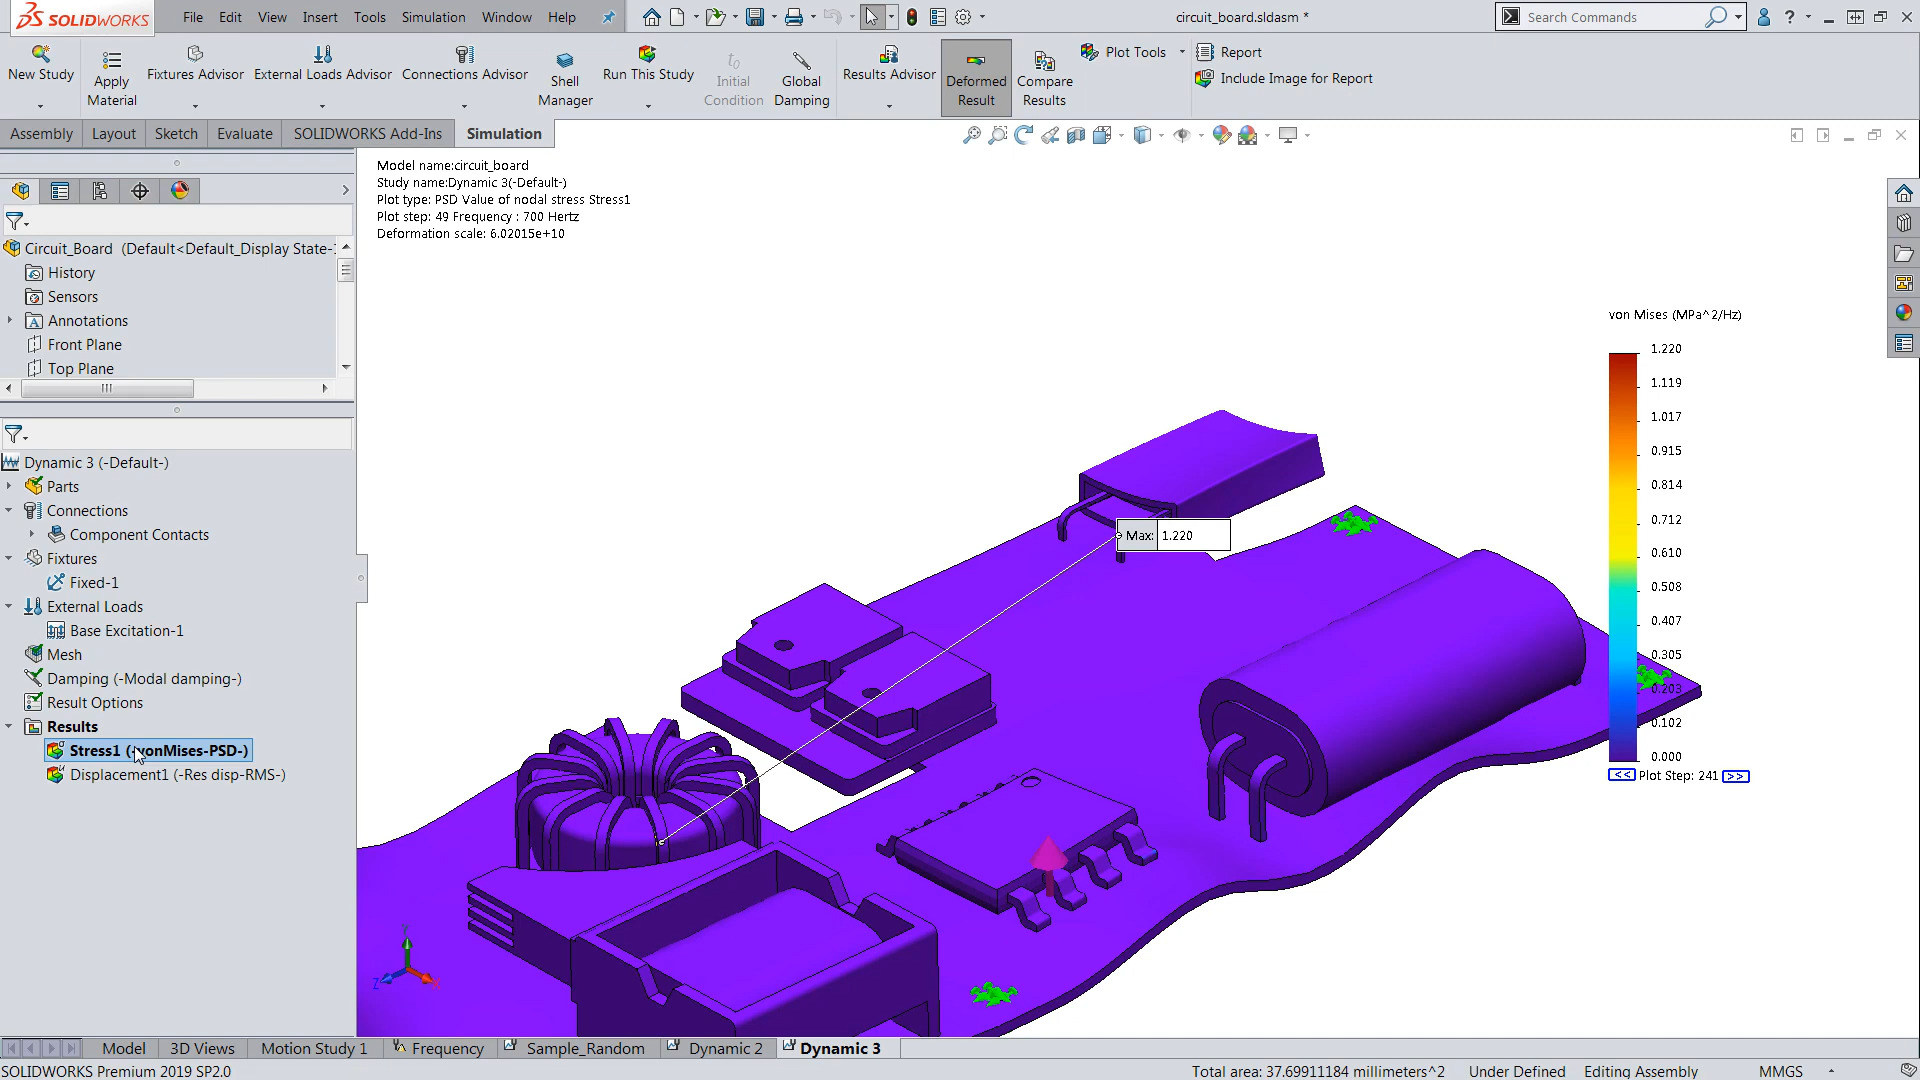 SOLIDWORKS
File Edit View Insert Tools Simulation Window Help
circuit_board.sldasm *
Search Commands
New Study
Apply Material
Fixtures Advisor
External Loads Advisor
Connections Advisor
Shell Manager
Run This Study
Initial Condition
Global Damping
Results Advisor
Deformed Result
Compare Results
Plot Tools
Report
Include Image for Report
Assembly Layout Sketch Evaluate SOLIDWORKS Add-Ins Simulation
Circuit_Board (Default<Default_Display State-
History
Sensors
Annotations
Front Plane
Top Plane
Dynamic 3 (-Default-)
Parts
Connections
Component Contacts
Fixtures
Fixed-1
External Loads
Base Excitation-1
Mesh
Damping (-Modal damping-)
Result Options
Results
Stress1 (-vonMises-PSD-)
Displacement1 (-Res disp-RMS-)
Model name:circuit_board
Study name:Dynamic 3(-Default-)
Plot type: PSD Value of nodal stress Stress1
Plot step: 49 Frequency : 700 Hertz
Deformation scale: 6.02015e+10
Max: 1.220
von Mises (MPa^2/Hz)
1.220
1.119
1.017
0.915
0.814
0.712
0.610
0.508
0.407
0.305
0.203
0.102
0.000
<< Plot Step: 241 >>
Y
Z
X
Model 3D Views Motion Study 1 Frequency Sample_Random Dynamic 2 Dynamic 3
SOLIDWORKS Premium 2019 SP2.0
Total area: 37.69911184 millimeters^2 Under Defined Editing Assembly MMGS